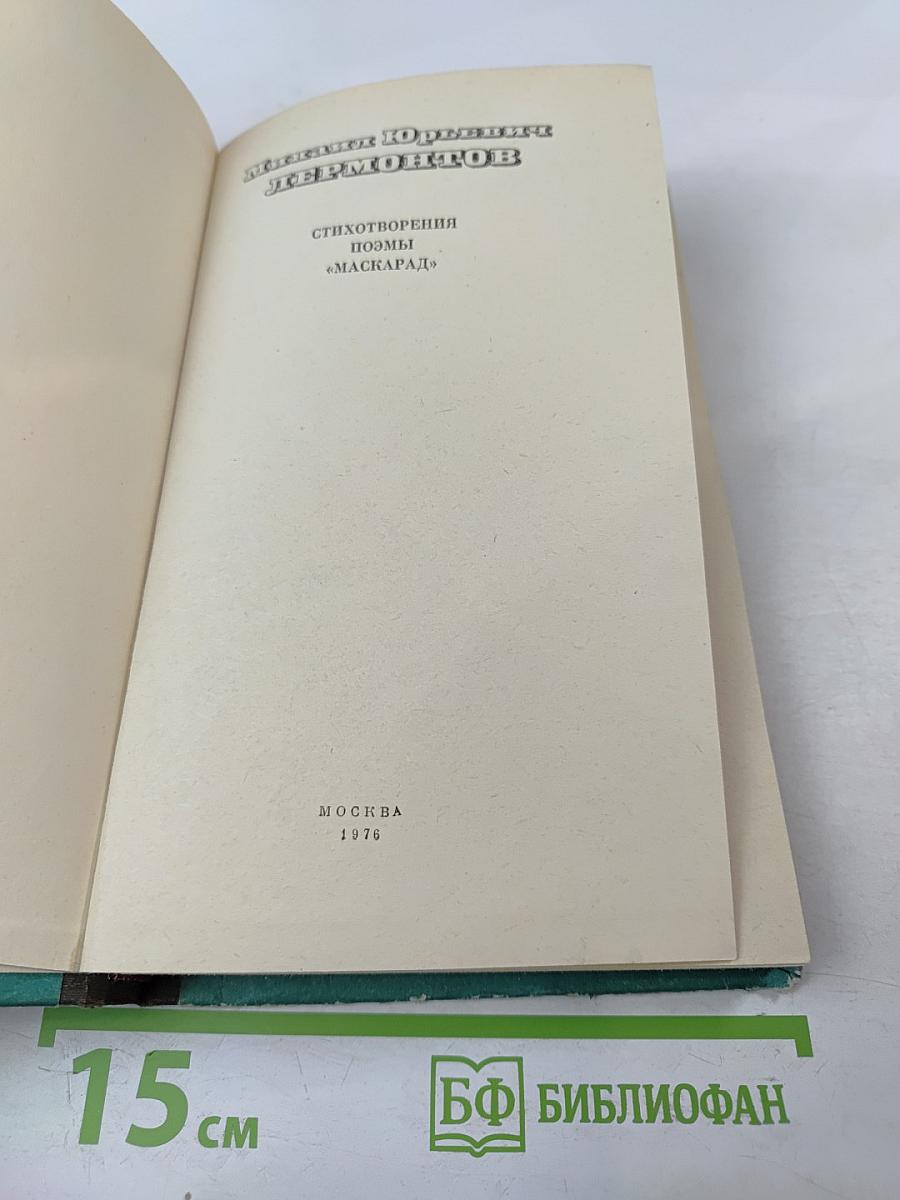 Михаил Юрьевич
ЛЕРМОНТОВ
СТИХОТВОРЕНИЯ
ПОЭМЫ
«МАСКАРАД»
МОСКВА
1976
15 см
БФ БИБЛИОФАН